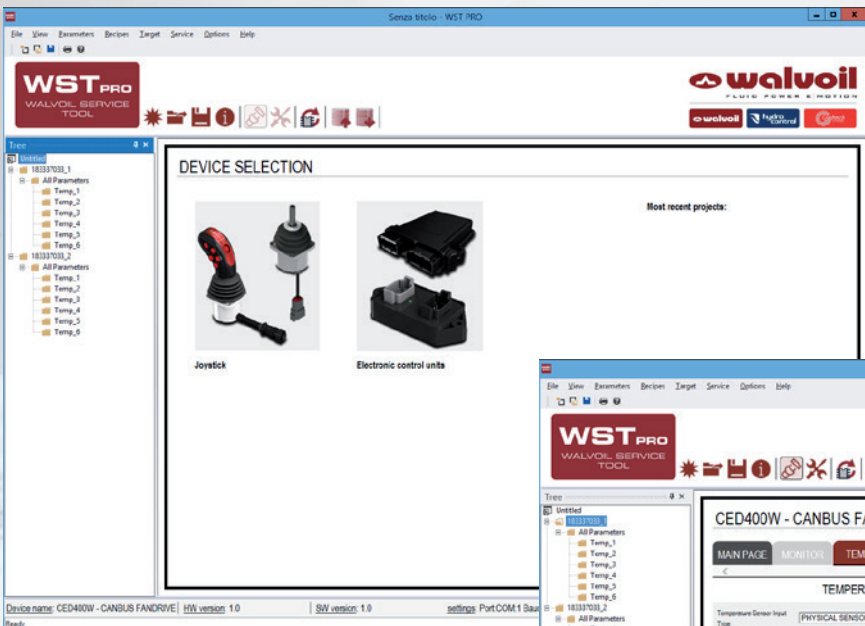 Senza titolo - WST PRO
File View Parameters Recipes Target Service Options Help
WST PRO
WALVOIL SERVICE
TOOL
walvoil
FLUID POWER E MOTION
walvoil hydrocontrol
Tree
Untitled
183337033_1
All Parameters
Temp_1
Temp_2
Temp_3
Temp_4
Temp_5
Temp_6
183337033_2
All Parameters
Temp_1
Temp_2
Temp_3
Temp_4
Temp_5
Temp_6
DEVICE SELECTION
Most recent projects:
Joystick
Electronic control units
Device name: CED400W - CANBUS FANDRIVE HW version: 1.0 SW version: 1.0 settings: Port:COM:1
Ready
File View Parameters Recipes Target Service Options Help
WST PRO
WALVOIL SERVICE
TOOL
Tree
Untitled
183337033_1
All Parameters
Temp_1
Temp_2
Temp_3
Temp_4
Temp_5
Temp_6
183337033_2
All Parameters
CED400W - CANBUS FA
MAIN PAGE MONITOR TEM
TEMPER
Temperature Sensor Input
Type
PHYSICAL SENSO